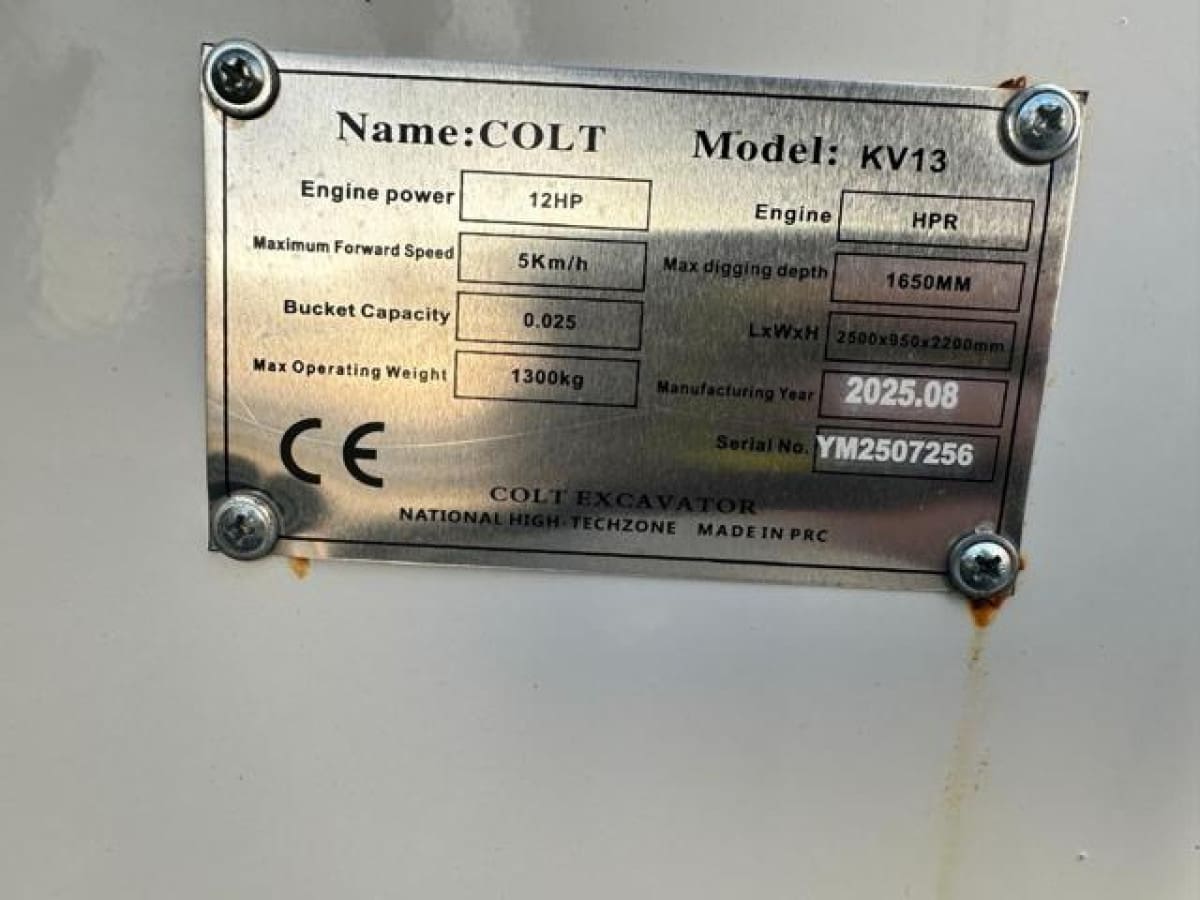 Name:COLT Model: KV13
Engine power 12HP Engine HPR
Maximum Forward Speed 5Km/h Max digging depth 1650MM
Bucket Capacity 0.025 LxWxH 2500x950x2200mm
Max Operating Weight 1300kg Manufacturing Year 2025.08
CE Serial No. YM2507256
COLT EXCAVATOR
NATIONAL HIGH-TECHZONE MADE IN PRC